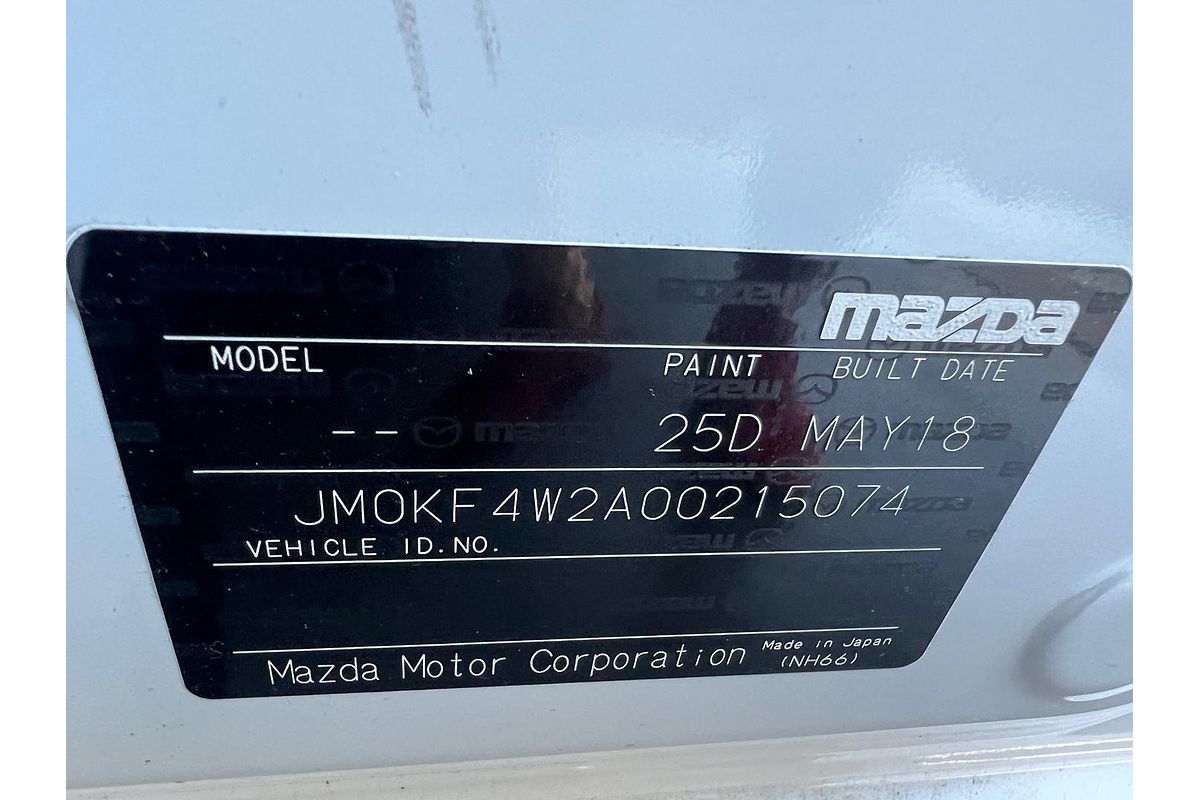 mazda
MODEL PAINT BUILT DATE
-- 25D MAY18
JM0KF4W2A00215074
VEHICLE ID.NO.
S
Mazda Motor Corporation Made in Japan
(NH66)